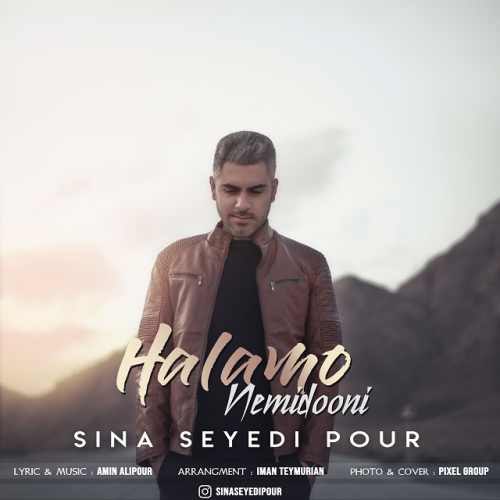 Halamo
Nemidooni
SINA SEYEDI POUR
LYRIC & MUSIC : AMIN ALIPOUR ARRANGMENT : IMAN TEYMURIAN PHOTO & COVER : PIXEL GROUP
SINASEYEDIPOUR